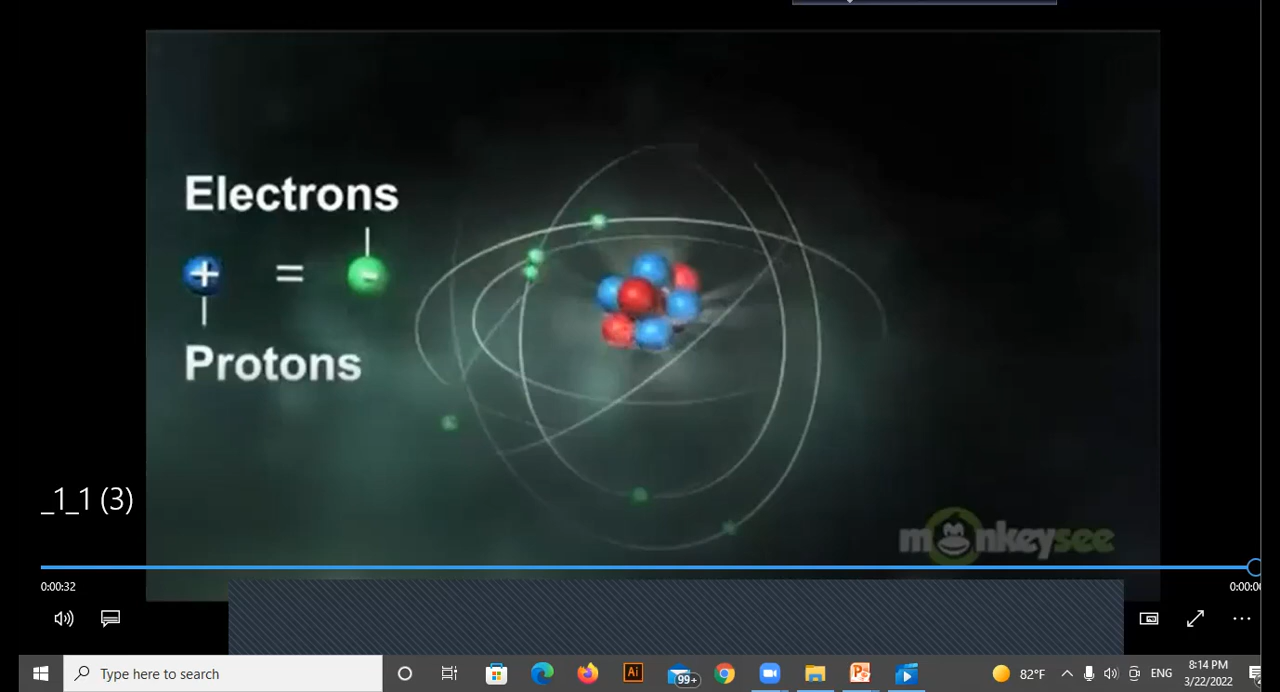 Electrons
+ = -
Protons
_1_1 (3)
monkeysee
0:00:32
Type here to search
Ai
99+
82°F
ENG
8:14 PM
3/22/2022